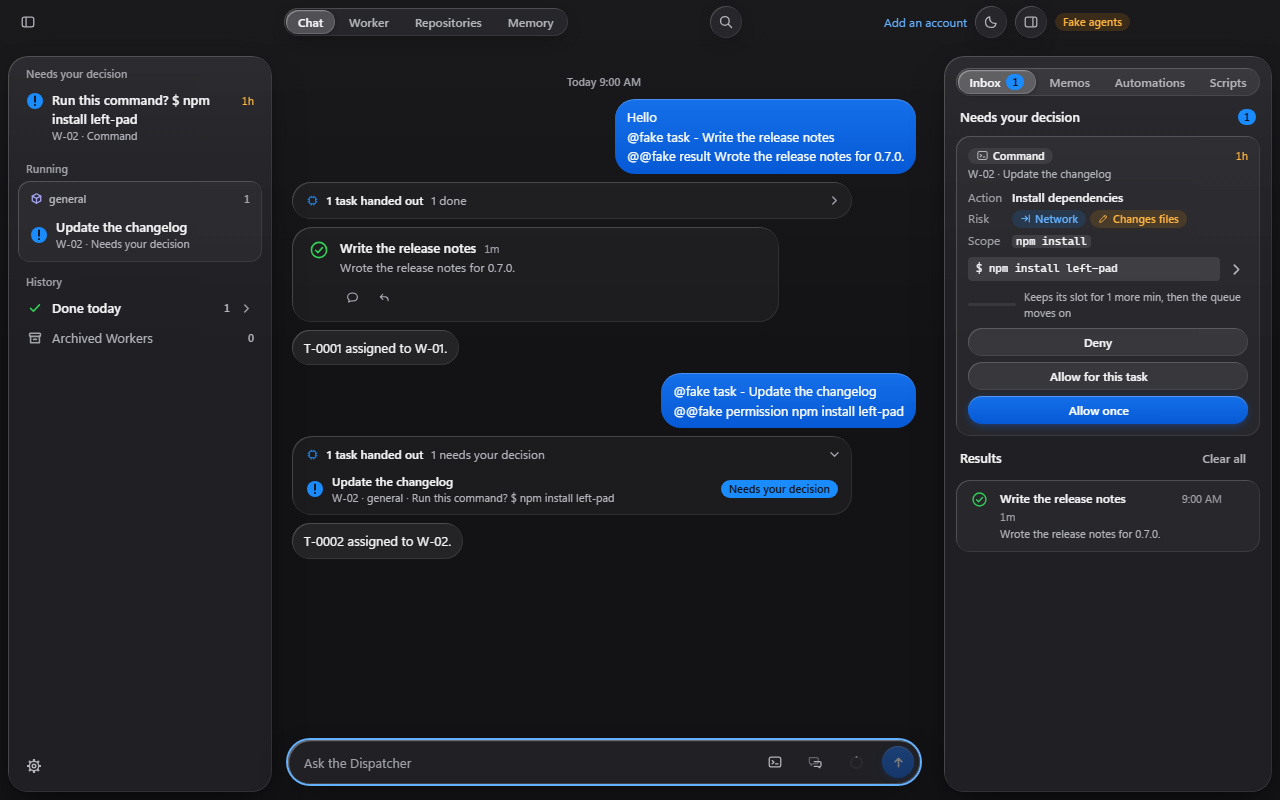 Chat
Worker
Repositories
Memory
Add an account
Fake agents
Needs your decision
Run this command? $ npm
install left-pad
1h
W-02 · Command
Running
general
1
Update the changelog
W-02 · Needs your decision
History
Done today
1
Archived Workers
0
Today 9:00 AM
Hello
@fake task - Write the release notes
@@fake result Wrote the release notes for 0.7.0.
1 task handed out 1 done
Write the release notes 1m
Wrote the release notes for 0.7.0.
T-0001 assigned to W-01.
@fake task - Update the changelog
@@fake permission npm install left-pad
1 task handed out 1 needs your decision
Update the changelog
W-02 · general · Run this command? $ npm install left-pad
Needs your decision
T-0002 assigned to W-02.
Ask the Dispatcher
Inbox 1
Memos
Automations
Scripts
Needs your decision
1
Command
1h
W-02 · Update the changelog
Action Install dependencies
Risk Network Changes files
Scope npm install
$ npm install left-pad
Keeps its slot for 1 more min, then the queue
moves on
Deny
Allow for this task
Allow once
Results
Clear all
Write the release notes
9:00 AM
1m
Wrote the release notes for 0.7.0.